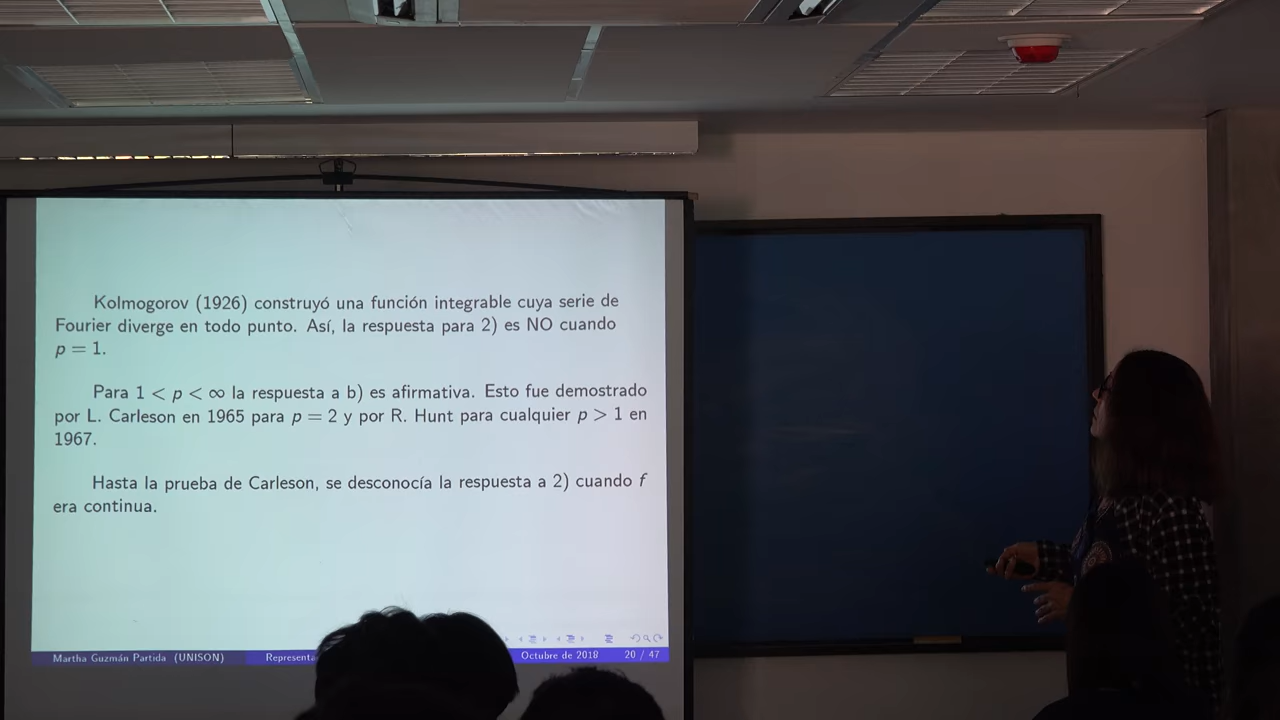 Kolmogorov (1926) construyó una función integrable cuya serie de
Fourier diverge en todo punto. Así, la respuesta para 2) es NO cuando
p = 1.
Para 1 < p < ∞ la respuesta a b) es afirmativa. Esto fue demostrado
por L. Carleson en 1965 para p = 2 y por R. Hunt para cualquier p > 1 en
1967.
Hasta la prueba de Carleson, se desconocía la respuesta a 2) cuando f
era continua.
Martha Guzmán Partida (UNISON) Octubre de 2018 20 / 47